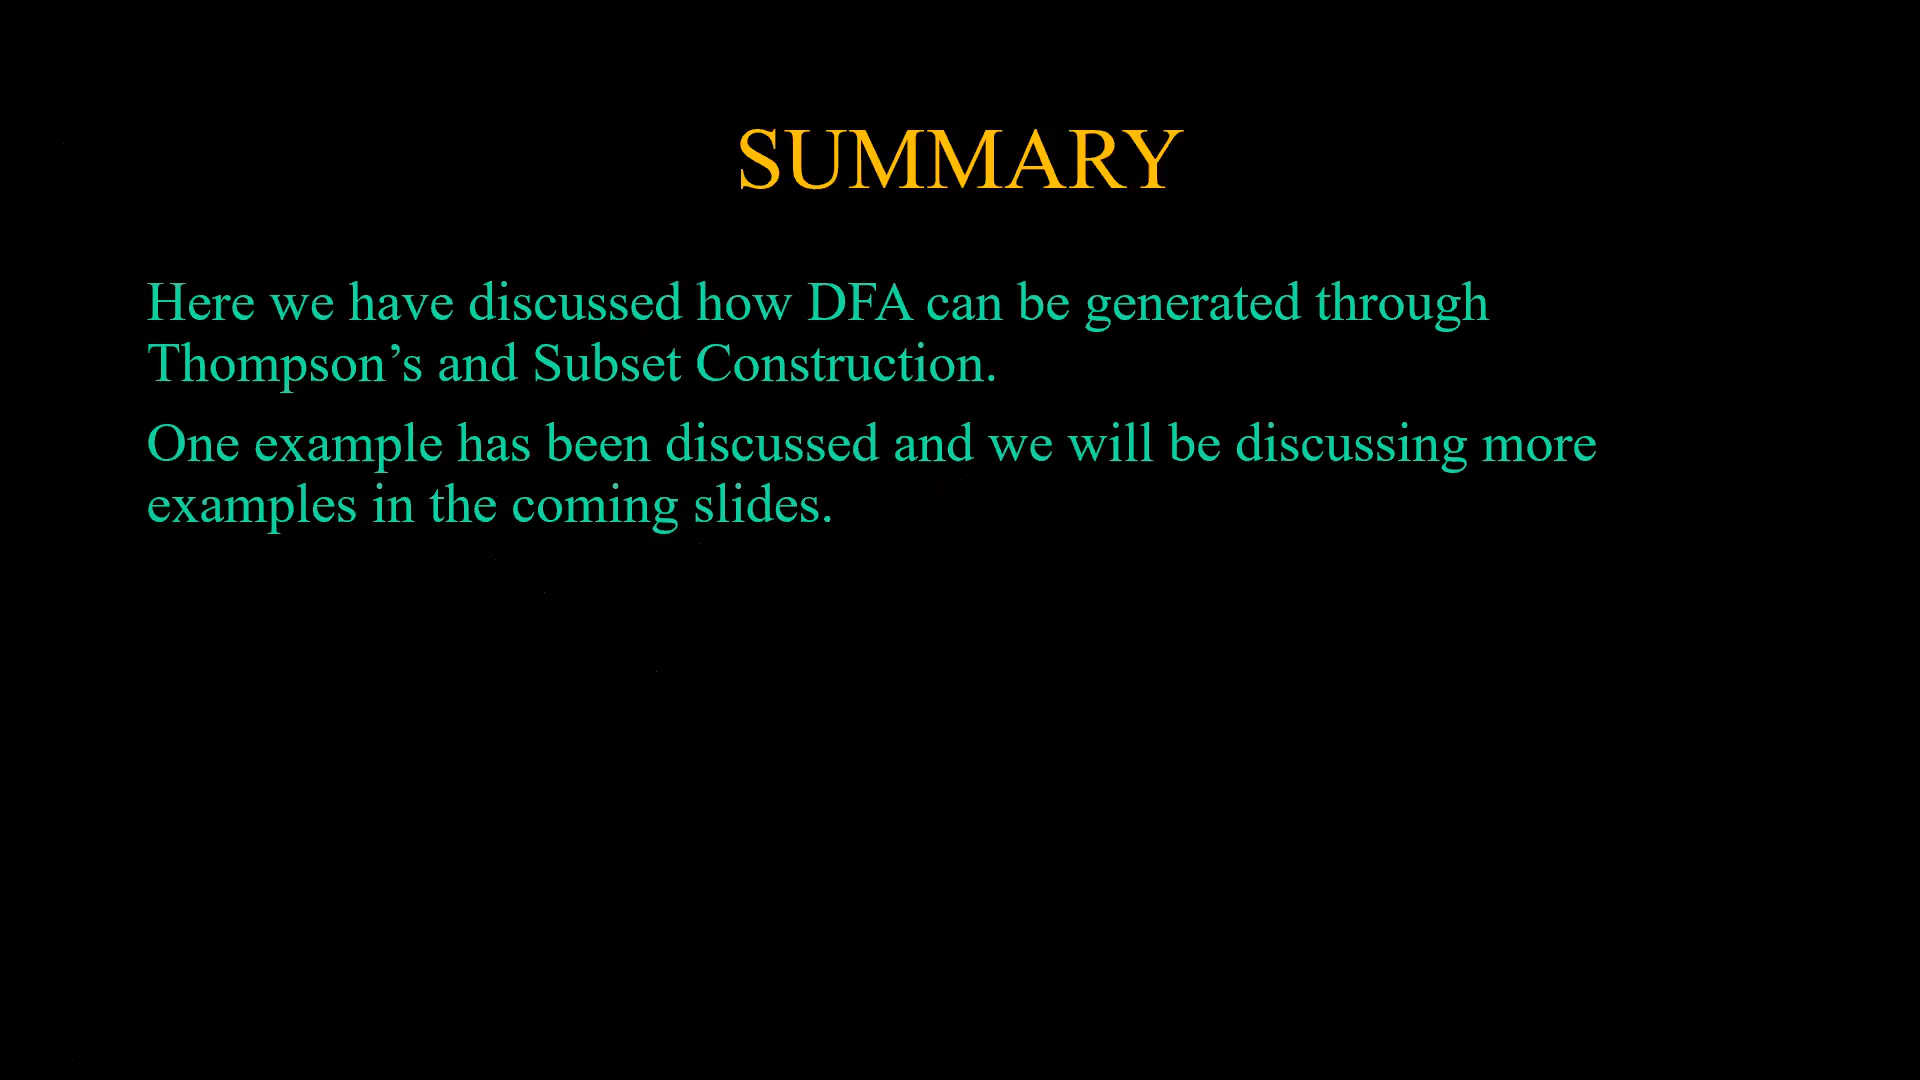 SUMMARY
Here we have discussed how DFA can be generated through
Thompson’s and Subset Construction.
One example has been discussed and we will be discussing more
examples in the coming slides.